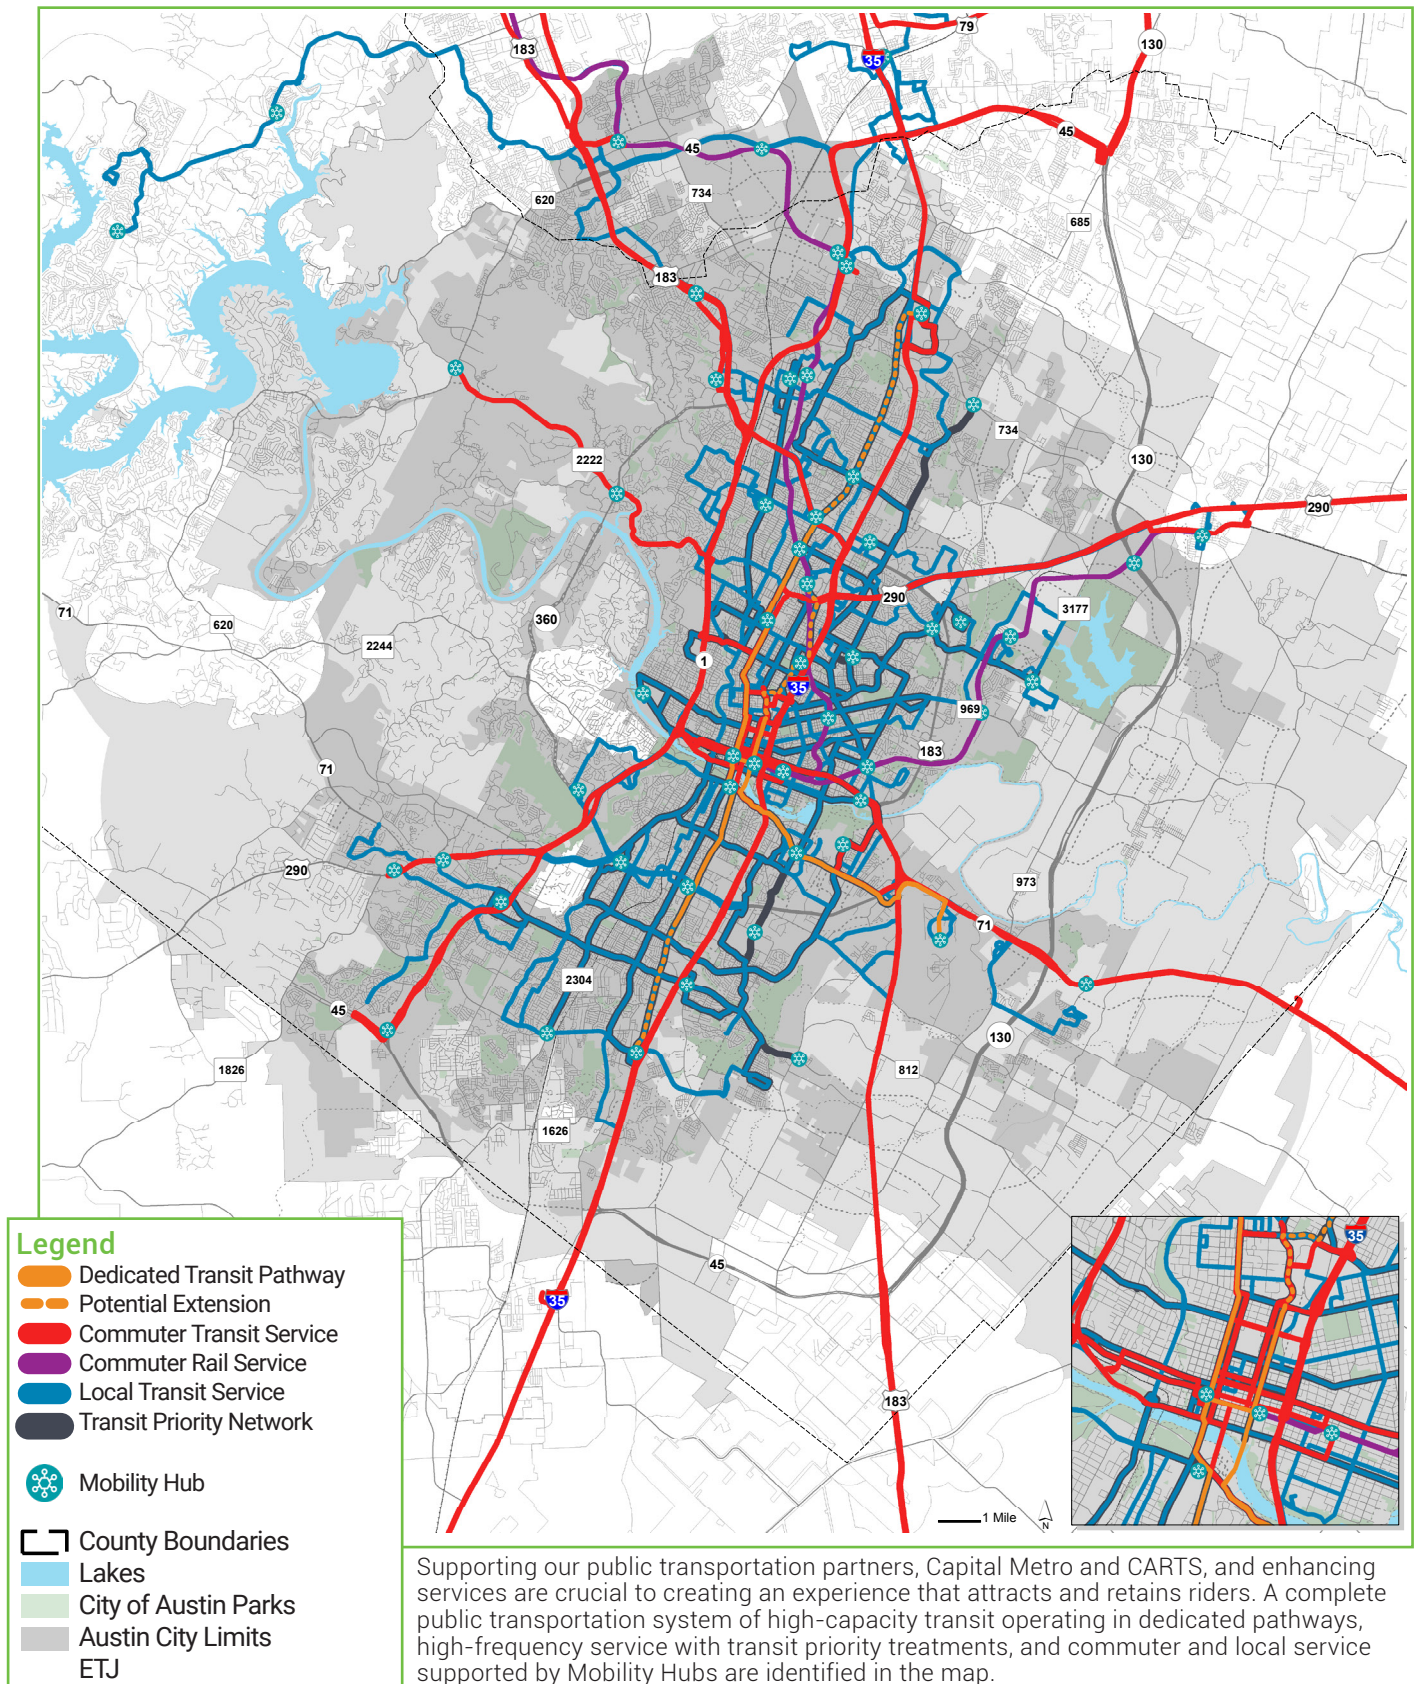 183
79
35
130
45
45
734
620
685
183
2222
734
130
290
71
620
360
2244
290
3177
1
35
969
183
71
290
973
71
2304
45
130
1826
812
1626
45
35
183
1 Mile
N
35
Legend
Dedicated Transit Pathway
Potential Extension
Commuter Transit Service
Commuter Rail Service
Local Transit Service
Transit Priority Network
Mobility Hub
County Boundaries
Lakes
City of Austin Parks
Austin City Limits
ETJ
Supporting our public transportation partners, Capital Metro and CARTS, and enhancing
services are crucial to creating an experience that attracts and retains riders. A complete
public transportation system of high-capacity transit operating in dedicated pathways,
high-frequency service with transit priority treatments, and commuter and local service
supported by Mobility Hubs are identified in the map.